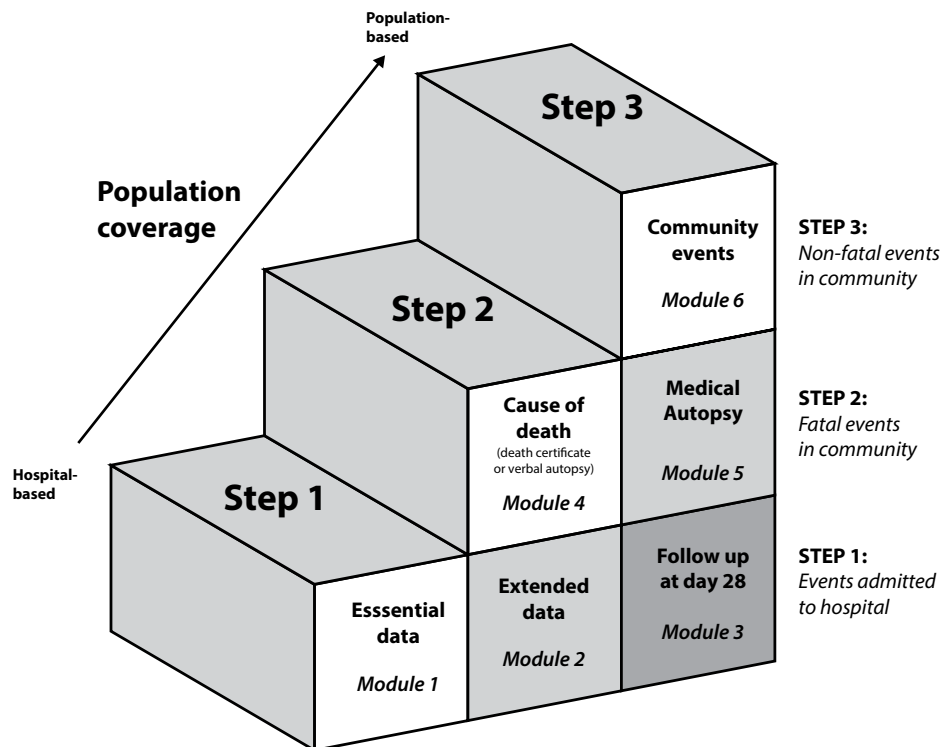 Population-
based
Step 3
Population
coverage
Community
events
Module 6
STEP 3:
Non-fatal events
in community
Step 2
Cause of
death
(death certificate
or verbal autopsy)
Module 4
Medical
Autopsy
Module 5
STEP 2:
Fatal events
in community
Hospital-
based
Step 1
Esssential
data
Module 1
Extended
data
Module 2
Follow up
at day 28
Module 3
STEP 1:
Events admitted
to hospital